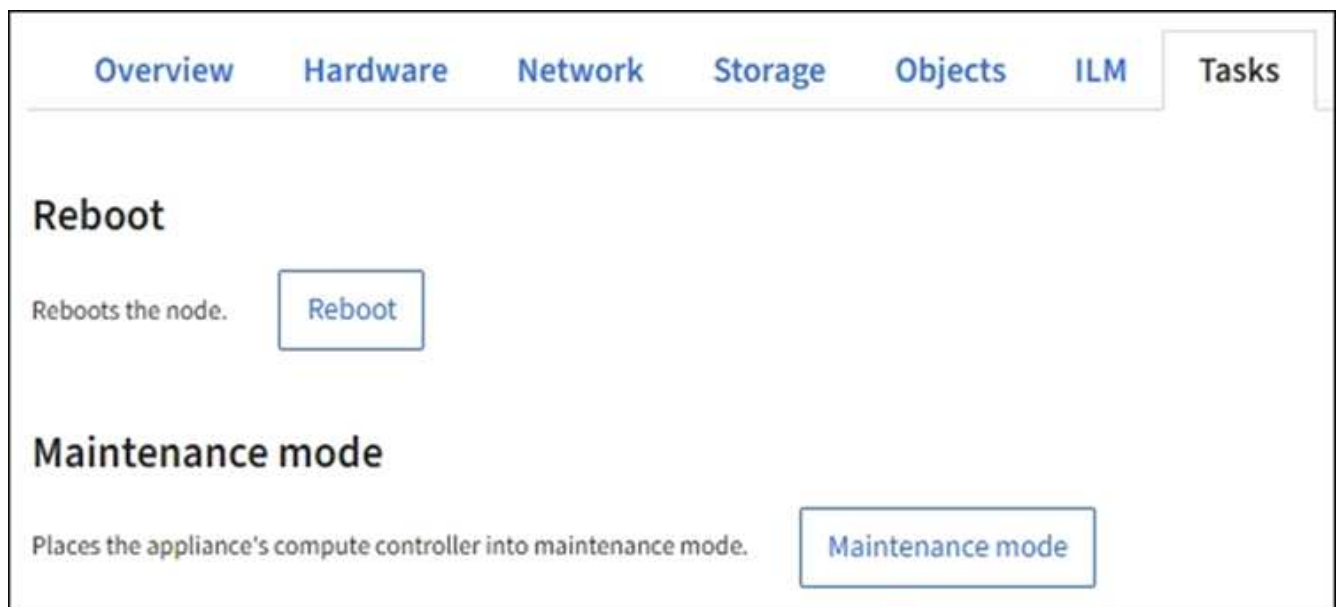 Overview Hardware Network Storage Objects ILM Tasks
Reboot
Reboots the node. Reboot
Maintenance mode
Places the appliance's compute controller into maintenance mode. Maintenance mode